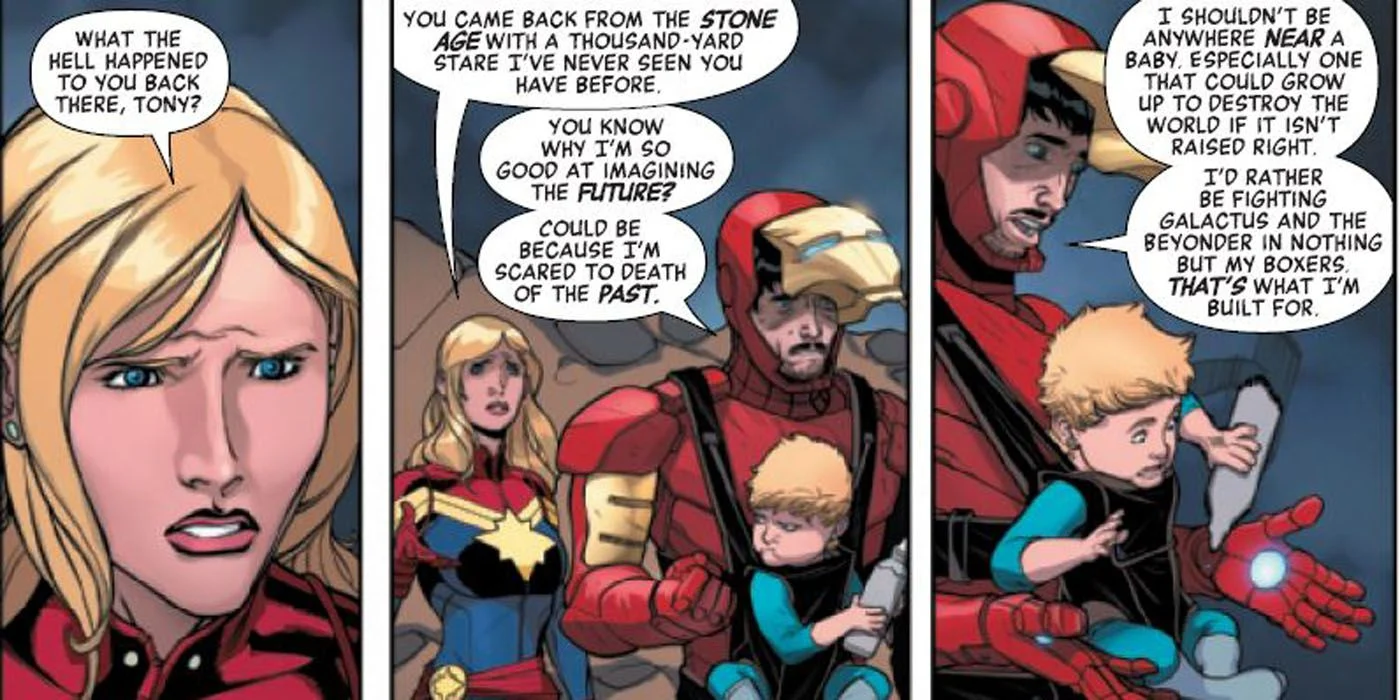 WHAT THE
HELL HAPPENED
TO YOU BACK
THERE, TONY?
YOU CAME BACK FROM THE STONE
AGE WITH A THOUSAND-YARD
STARE I'VE NEVER SEEN YOU
HAVE BEFORE.
YOU KNOW
WHY I'M SO
GOOD AT IMAGINING
THE FUTURE?
COULD BE
BECAUSE I'M
SCARED TO DEATH
OF THE PAST.
I SHOULDN'T BE
ANYWHERE NEAR A
BABY. ESPECIALLY ONE
THAT COULD GROW
UP TO DESTROY THE
WORLD IF IT ISN'T
RAISED RIGHT.
I'D RATHER
BE FIGHTING
GALACTUS AND THE
BEYONDER IN NOTHING
BUT MY BOXERS.
THAT'S WHAT I'M
BUILT FOR.